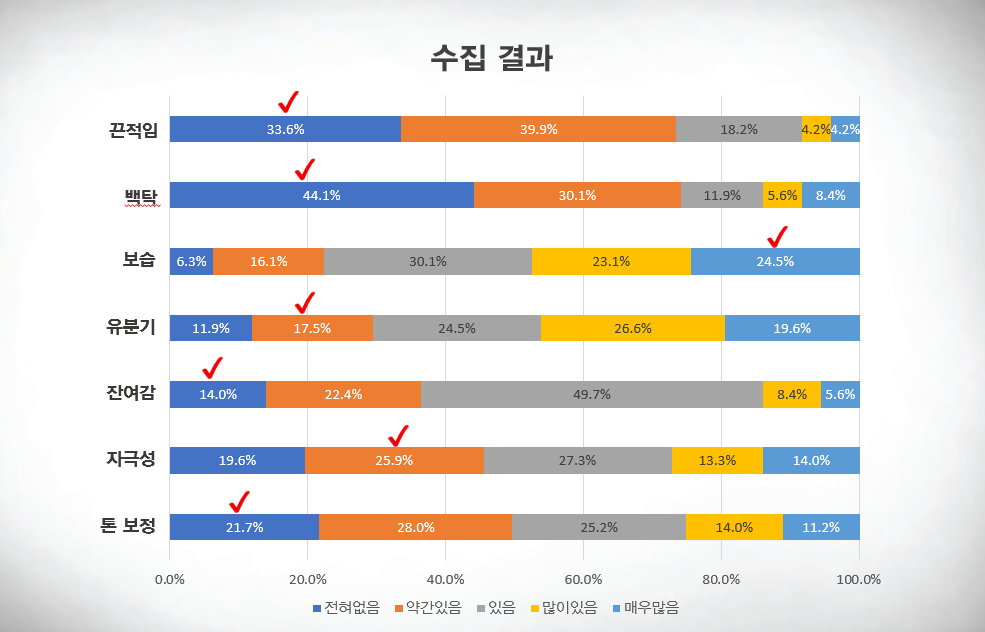 수집 결과
끈적임 33.6% 39.9% 18.2% 4.2% 4.2%
백탁 44.1% 30.1% 11.9% 5.6% 8.4%
보습 6.3% 16.1% 30.1% 23.1% 24.5%
유분기 11.9% 17.5% 24.5% 26.6% 19.6%
잔여감 14.0% 22.4% 49.7% 8.4% 5.6%
자극성 19.6% 25.9% 27.3% 13.3% 14.0%
톤 보정 21.7% 28.0% 25.2% 14.0% 11.2%
0.0% 20.0% 40.0% 60.0% 80.0% 100.0%
전혀없음 약간있음 있음 많이있음 매우많음